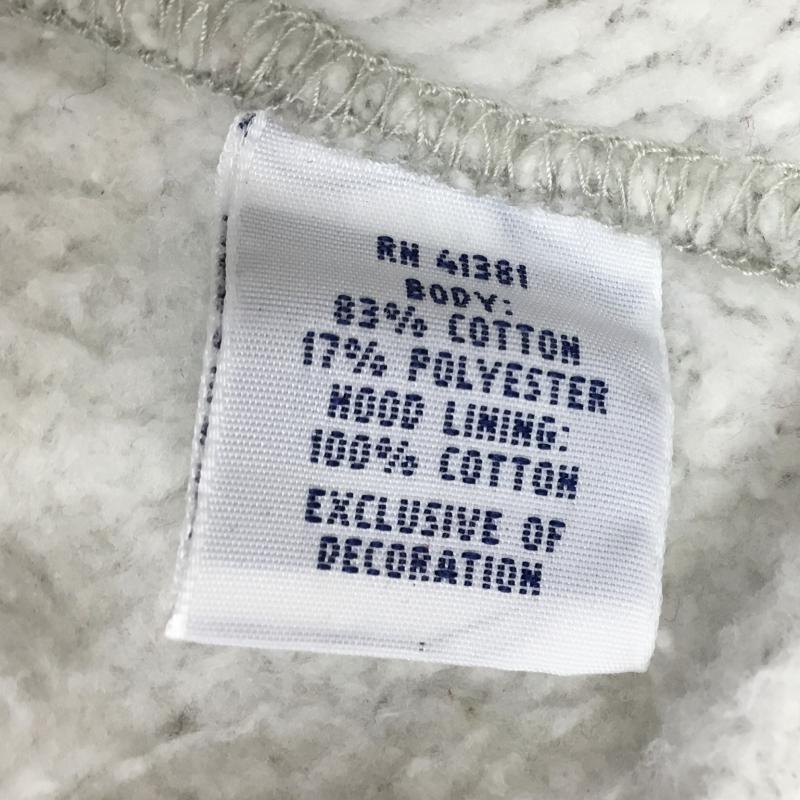 RN 41381
BODY:
83% COTTON
17% POLYESTER
HOOD LINING:
100% COTTON
EXCLUSIVE OF
DECORATION